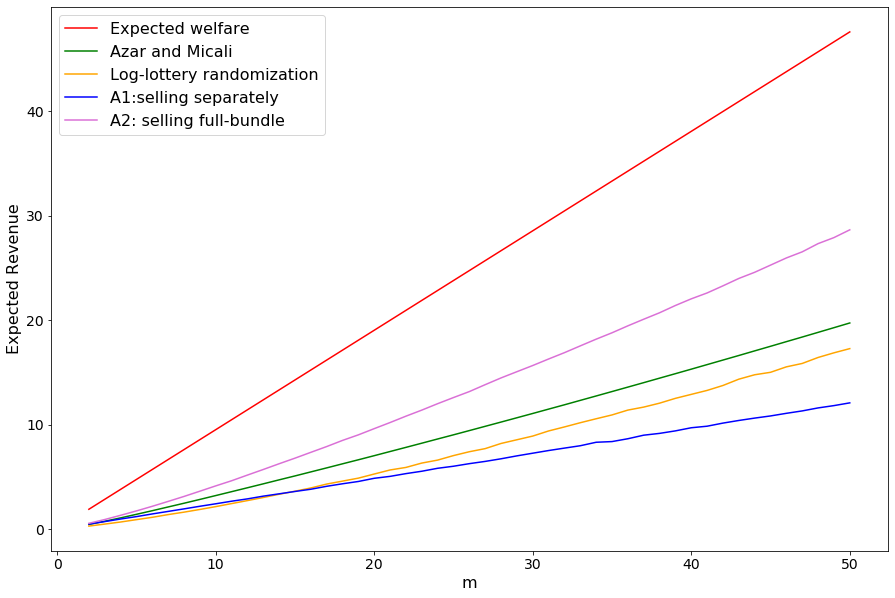 Expected welfare
Azar and Micali
Log-lottery randomization
A1:selling separately
A2: selling full-bundle
Expected Revenue
40
30
20
10
0
0 10 20 30 40 50
m